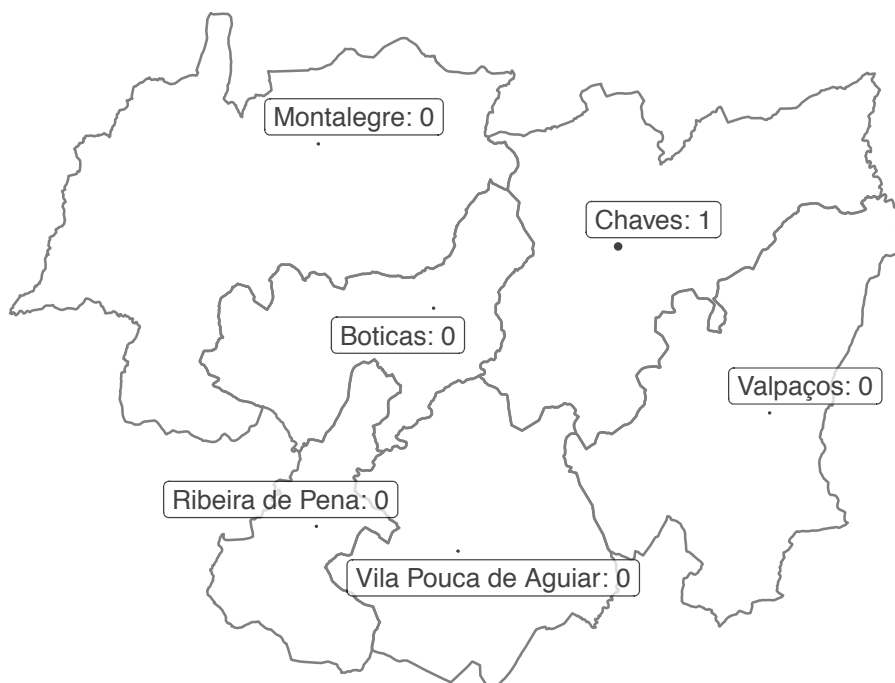 Montalegre: 0
Chaves: 1
Boticas: 0
Valpaços: 0
Ribeira de Pena: 0
Vila Pouca de Aguiar: 0